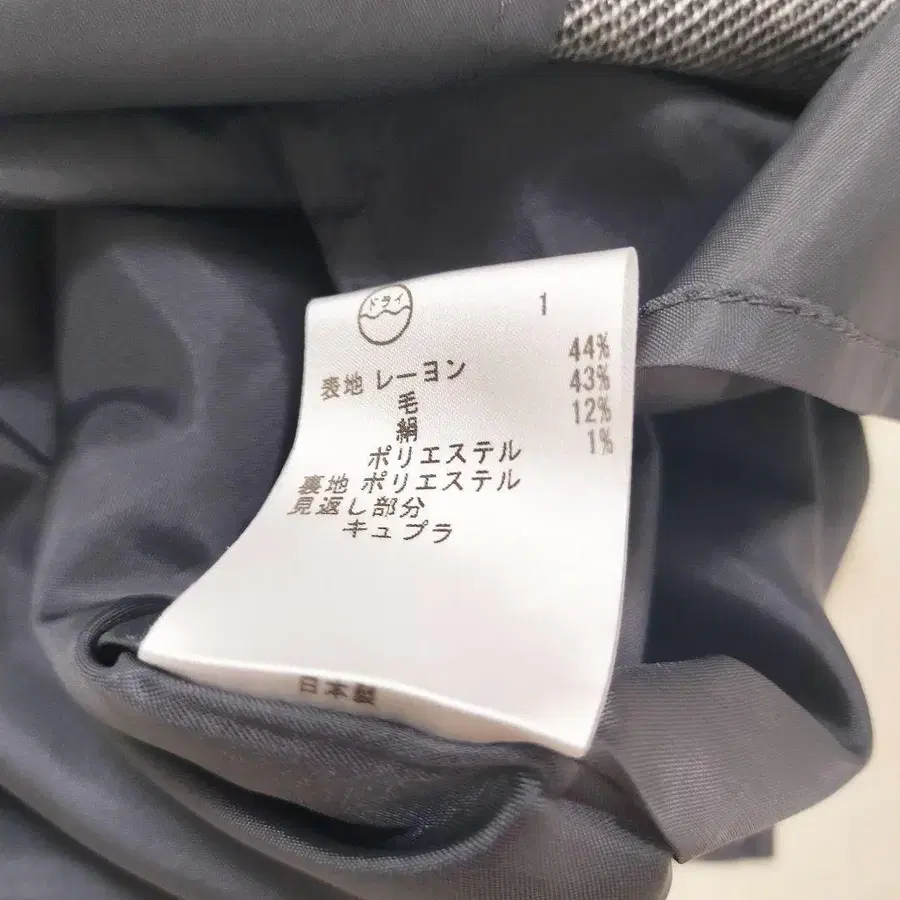 ドライ 1
表地 レーヨン 44%
毛 43%
絹 12%
ポリエステル 1%
裏地 ポリエステル
見返し部分
キュプラ
日本製